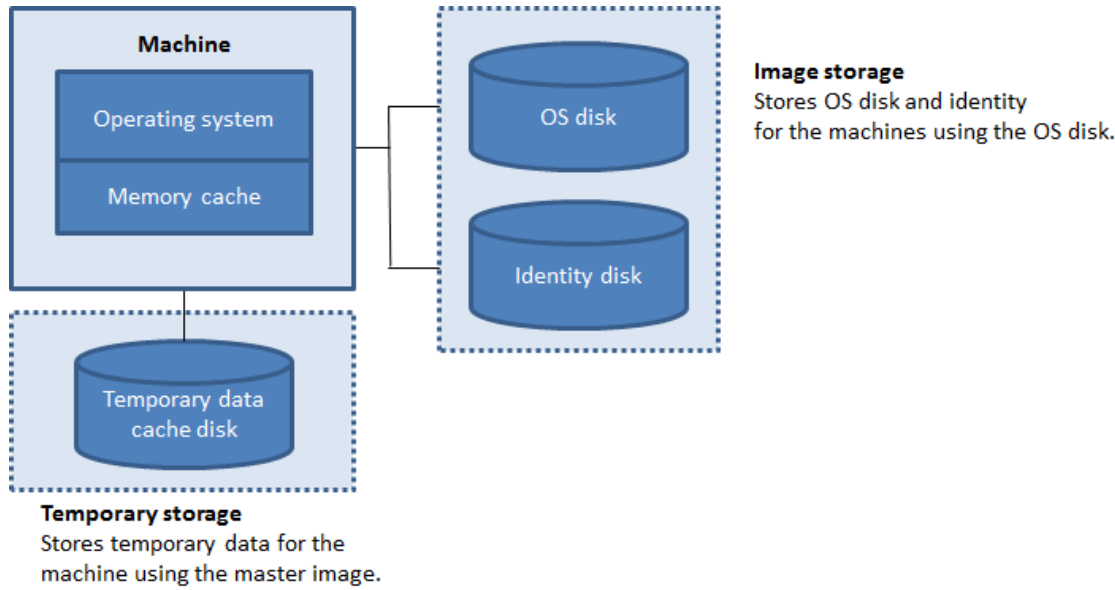 Machine
Operating system
Memory cache
OS disk
Identity disk
Image storage
Stores OS disk and identity
for the machines using the OS disk.
Temporary data
cache disk
Temporary storage
Stores temporary data for the
machine using the master image.